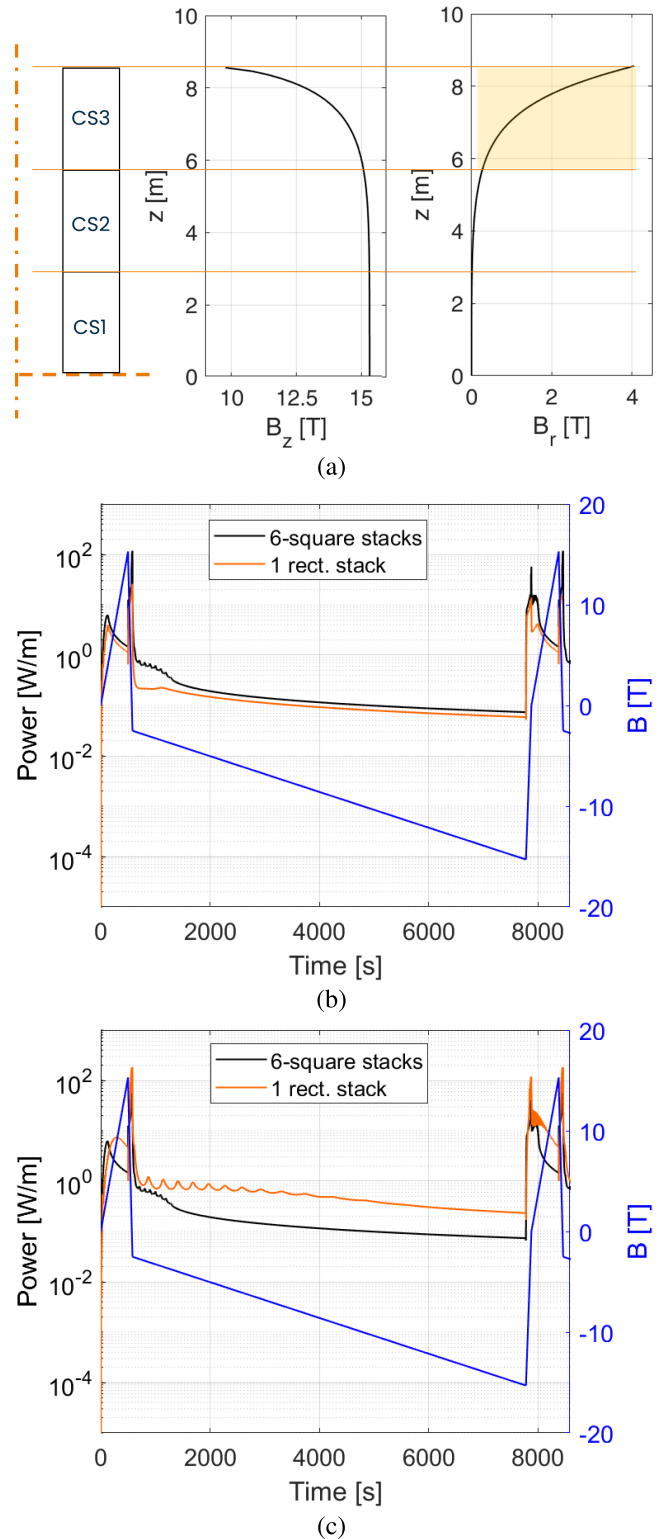 CS3
CS2
CS1
z [m]
8
6
4
2
0
10
12.5
15
B_z [T]
z [m]
8
6
4
2
0
0
2
4
B_r [T]
(a)
6-square stacks
1 rect. stack
Power [W/m]
10^2
10^0
10^-2
10^-4
20
10
0
-10
-20
B [T]
0
2000
4000
6000
8000
Time [s]
(b)
6-square stacks
1 rect. stack
Power [W/m]
10^2
10^0
10^-2
10^-4
20
10
0
-10
-20
B [T]
0
2000
4000
6000
8000
Time [s]
(c)